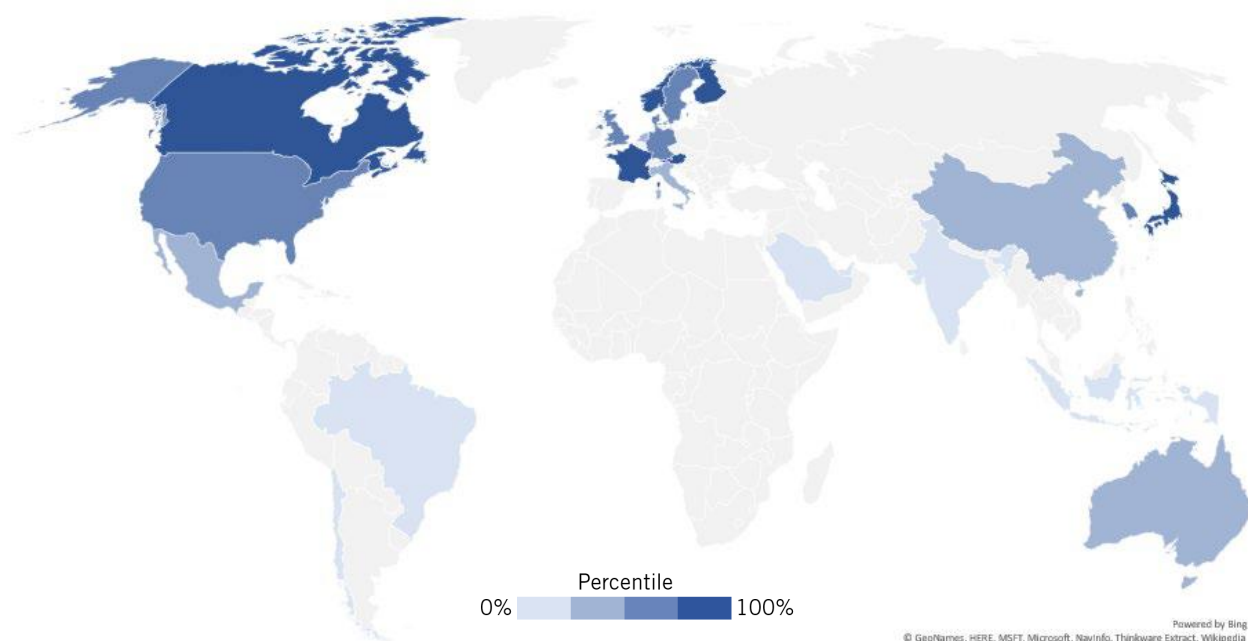 Percentile
0% 100%
Powered by Bing
© GeoNames, HERE, MSFT, Microsoft, NavInfo, Thinkware Extract, Wikipedia